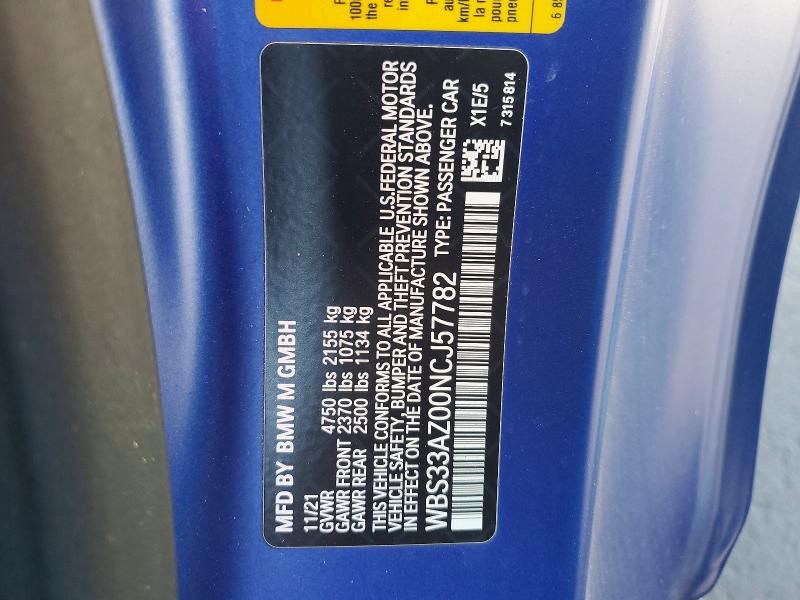 MFD BY BMW M GMBH
11/21
GVWR 4750 lbs 2155 kg
GAWR FRONT 2370 lbs 1075 kg
GAWR REAR 2500 lbs 1134 kg
THIS VEHICLE CONFORMS TO ALL APPLICABLE U.S.FEDERAL MOTOR
VEHICLE SAFETY, BUMPER AND THEFT PREVENTION STANDARDS
IN EFFECT ON THE DATE OF MANUFACTURE SHOWN ABOVE.
WBS33AZ00NCJ57782 TYPE: PASSENGER CAR
X1E/5
7315814